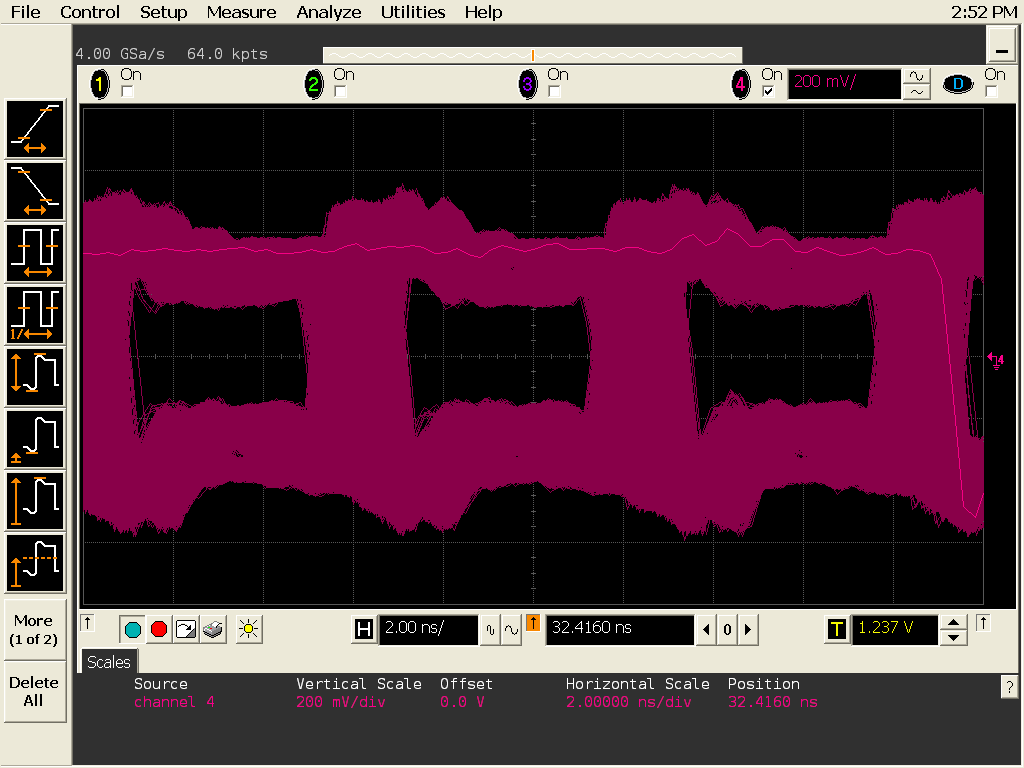 File Control Setup Measure Analyze Utilities Help 2:52 PM
4.00 GSa/s 64.0 kpts
1 On 2 On 3 On 4 On 200 mV/ D On
4
1/
More
(1 of 2)
Delete
All
H 2.00 ns/ 32.4160 ns 0 T 1.237 V
Scales
?
Source Vertical Scale Offset Horizontal Scale Position
channel 4 200 mV/div 0.0 V 2.00000 ns/div 32.4160 ns